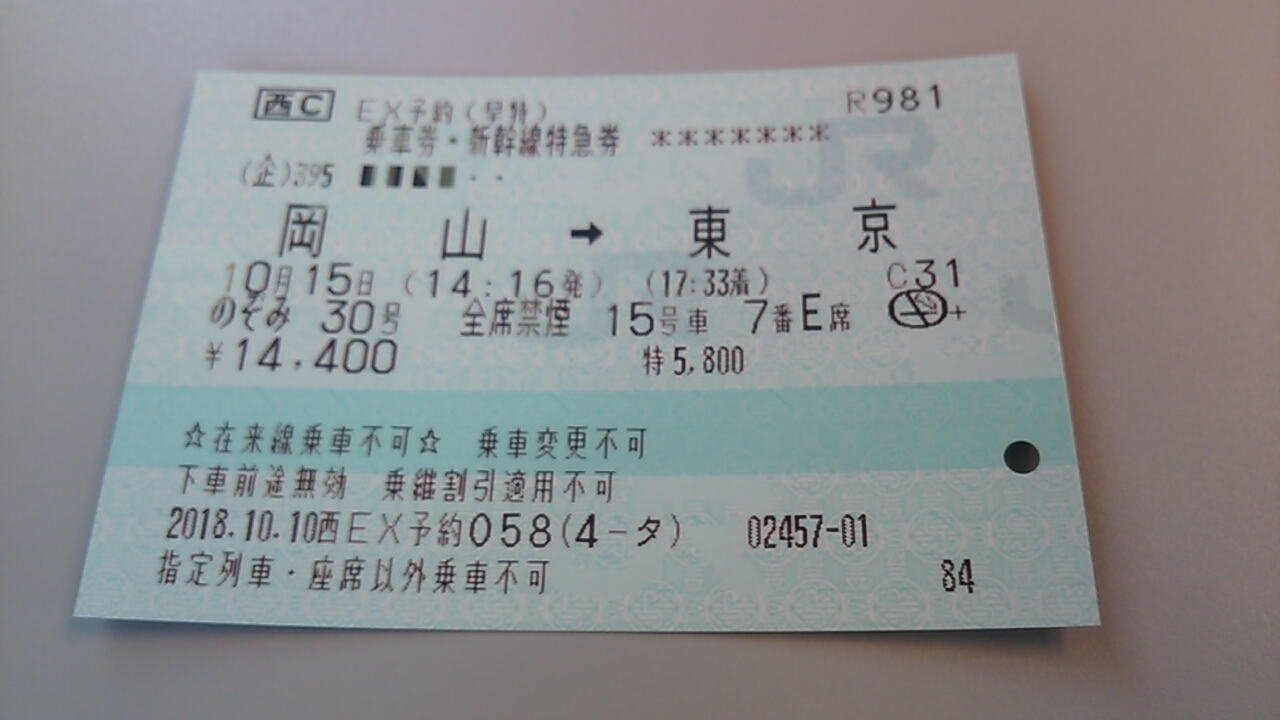 西C EX予約(早特) R981
乗車券・新幹線特急券 *******
(企)395 ■■■■・・
岡山→東京
10月15日 (14:16発) (17:33着) C31
のぞみ 30号 全席禁煙 15号車 7番E席
¥14,400 特5,800
☆在来線乗車不可☆ 乗車変更不可
下車前途無効 乗継割引適用不可
2018.10.10西EX予約058(4-タ) 02457-01
指定列車・座席以外乗車不可
84